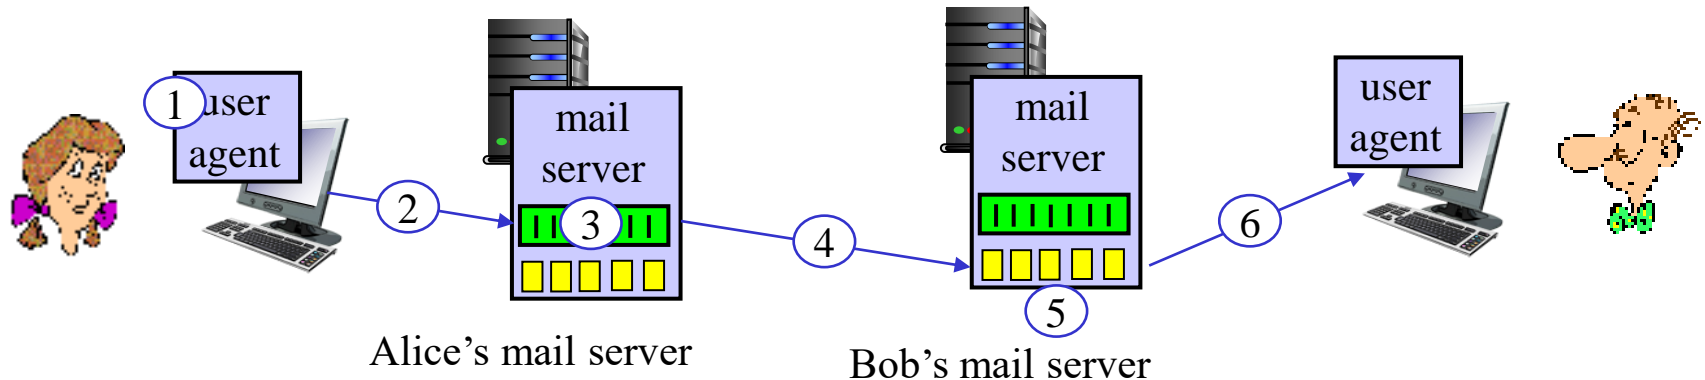 1
user
agent
2
mail
server
3
Alice’s mail server
4
mail
server
5
Bob’s mail server
6
user
agent